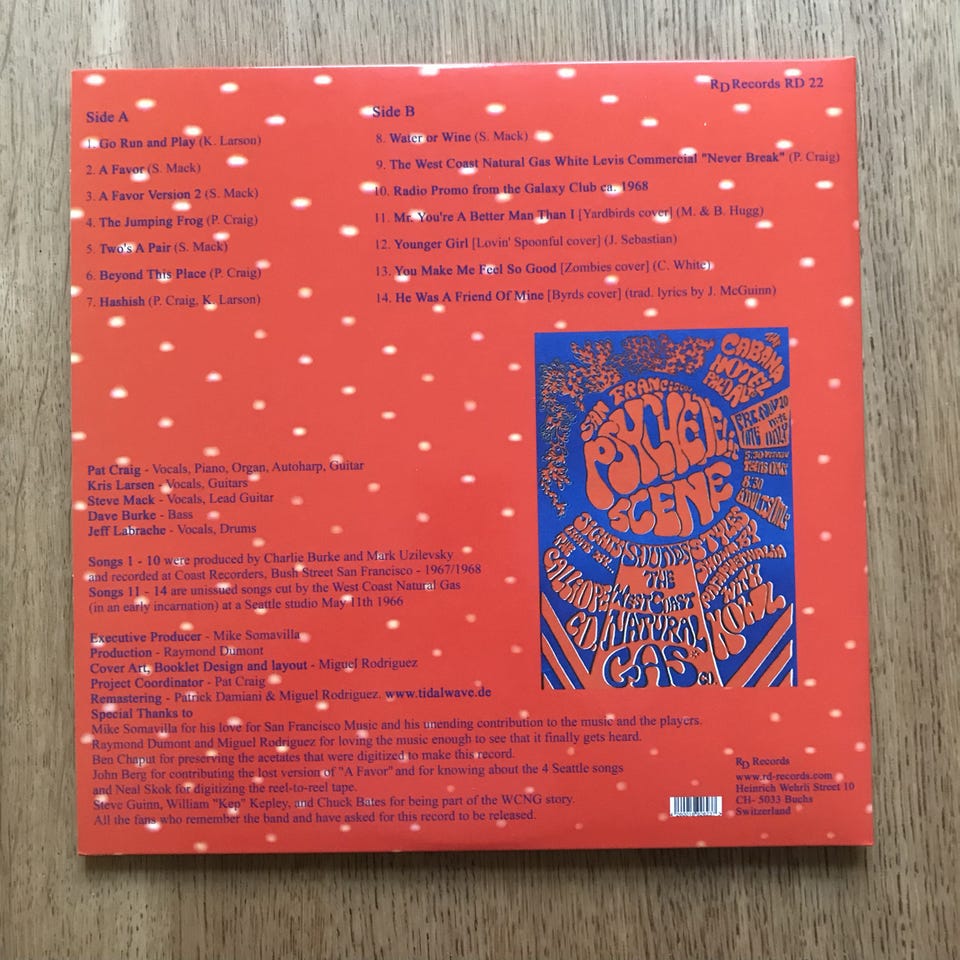 RD Records RD 22
Side A
1. Go Run and Play (K. Larson)
2. A Favor (S. Mack)
3. A Favor Version 2 (S. Mack)
4. The Jumping Frog (P. Craig)
5. Two's A Pair (S. Mack)
6. Beyond This Place (P. Craig)
7. Hashish (P. Craig, K. Larson)
Side B
8. Water or Wine (S. Mack)
9. The West Coast Natural Gas White Levis Commercial "Never Break" (P. Craig)
10. Radio Promo from the Galaxy Club ca. 1968
11. Mr. You're A Better Man Than I [Yardbirds cover] (M. & B. Hugg)
12. Younger Girl [Lovin' Spoonful cover] (J. Sebastian)
13. You Make Me Feel So Good [Zombies cover] (C. White)
14. He Was A Friend Of Mine [Byrds cover] (trad. lyrics by J. McGuinn)
Pat Craig - Vocals, Piano, Organ, Autoharp, Guitar
Kris Larsen - Vocals, Guitars
Steve Mack - Vocals, Lead Guitar
Dave Burke - Bass
Jeff Labrache - Vocals, Drums
Songs 1 - 10 were produced by Charlie Burke and Mark Uzilevsky
and recorded at Coast Recorders, Bush Street San Francisco - 1967/1968
Songs 11 - 14 are unissued songs cut by the West Coast Natural Gas
(in an early incarnation) at a Seattle studio May 11th 1966
Executive Producer - Mike Somavilla
Production - Raymond Dumont
Cover Art, Booklet Design and layout - Miguel Rodriguez
Project Coordinator - Pat Craig
Remastering - Patrick Damiani & Miguel Rodriguez. www.tidalwave.de
Special Thanks to
Mike Somavilla for his love for San Francisco Music and his unending contribution to the music and the players.
Raymond Dumont and Miguel Rodriguez for loving the music enough to see that it finally gets heard.
Ben Chaput for preserving the acetates that were digitized to make this record.
John Berg for contributing the lost version of "A Favor" and for knowing about the 4 Seattle songs
and Neal Skok for digitizing the reel-to-reel tape.
Steve Guinn, William "Kep" Kepley, and Chuck Bates for being part of the WCNG story.
All the fans who remember the band and have asked for this record to be released.
THE
CABANA
HOTEL
SAN FRANCISCO
PSYCHEDELIC
SCENE
FRI. NOV 10
SIGHTS SOUNDS STYLES
THE
CALLIOPE
CO.
THE
WEST COAST
NATURAL
GAS CO.
SHOWN BY
WITH
RD Records
www.rd-records.com
Heinrich Wehrli Street 10
CH- 5033 Buchs
Switzerland